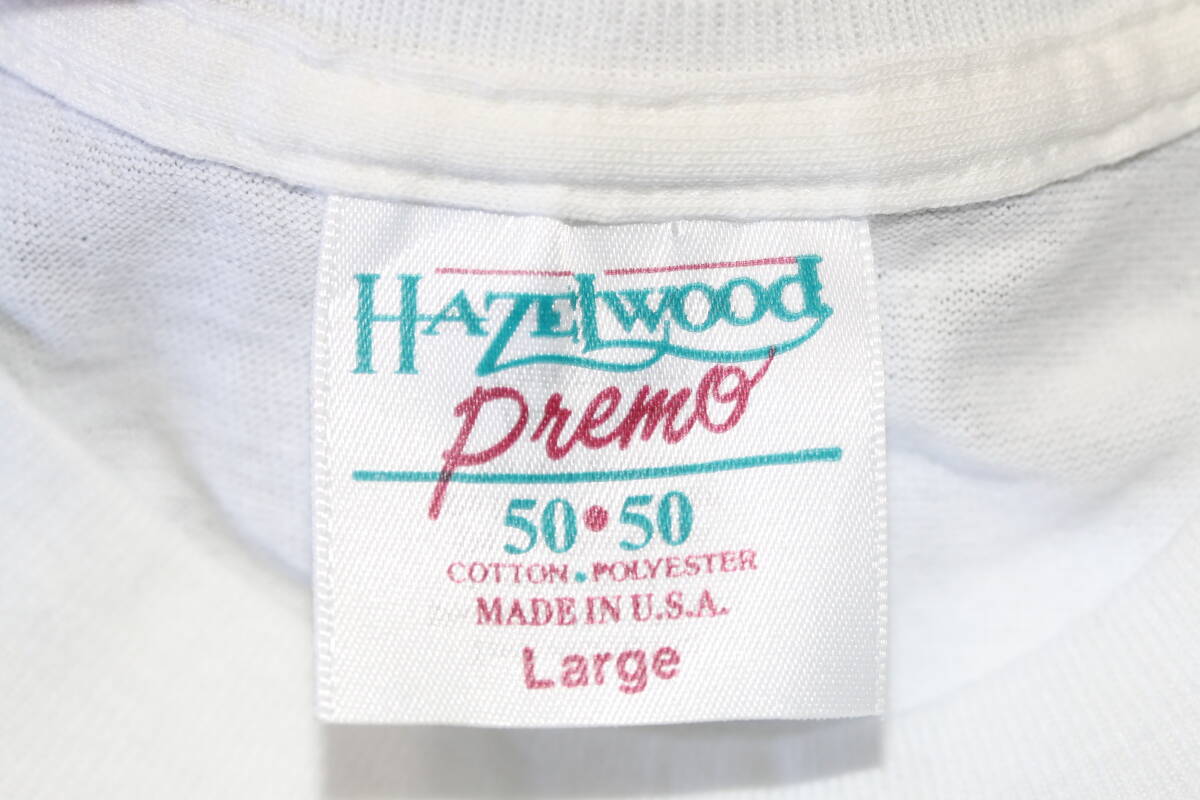 HAZELWOOD
Premo
50•50
COTTON.POLYESTER
MADE IN U.S.A.
Large